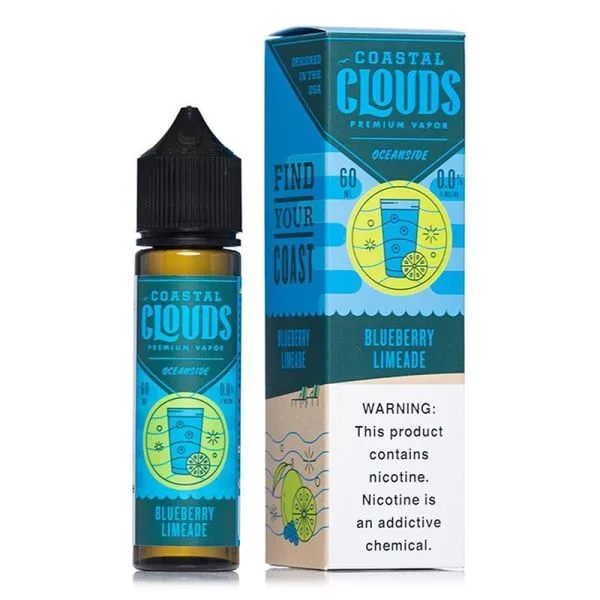 DESIGNED
IN THE
USA
COASTAL
CLOUDS
PREMIUM VAPOR
OCEANSIDE
60
ML
0.0%
FIND
YOUR
COAST
BLUEBERRY
LIMEADE
BLUEBERRY
LIMEADE
WARNING:
This product
contains
nicotine.
Nicotine is
an addictive
chemical.
COASTAL
CLOUDS
PREMIUM VAPOR
OCEANSIDE
60
ML
0.0
BLUEBERRY
LIMEADE